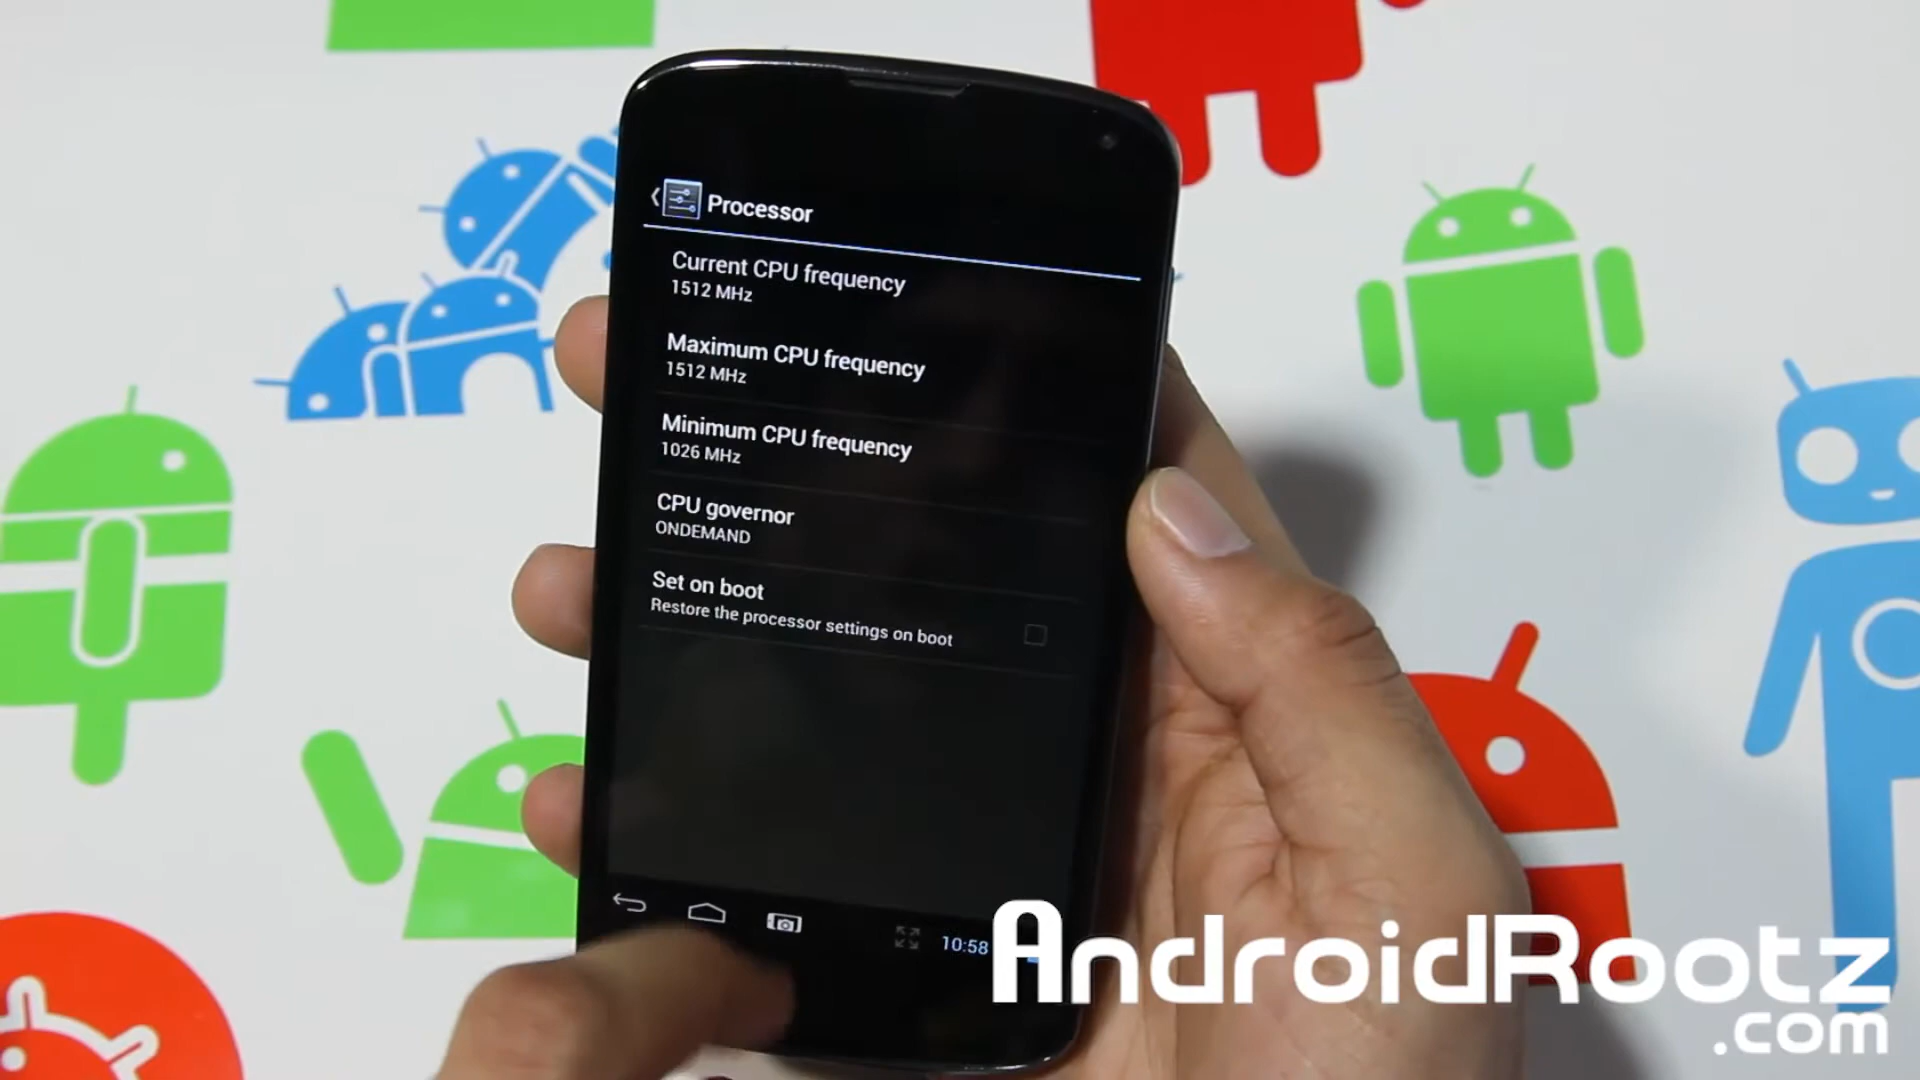 Processor
Current CPU frequency
1512 MHz
Maximum CPU frequency
1512 MHz
Minimum CPU frequency
1026 MHz
CPU governor
ONDEMAND
Set on boot
Restore the processor settings on boot
10:58
AndroidRootz
.com